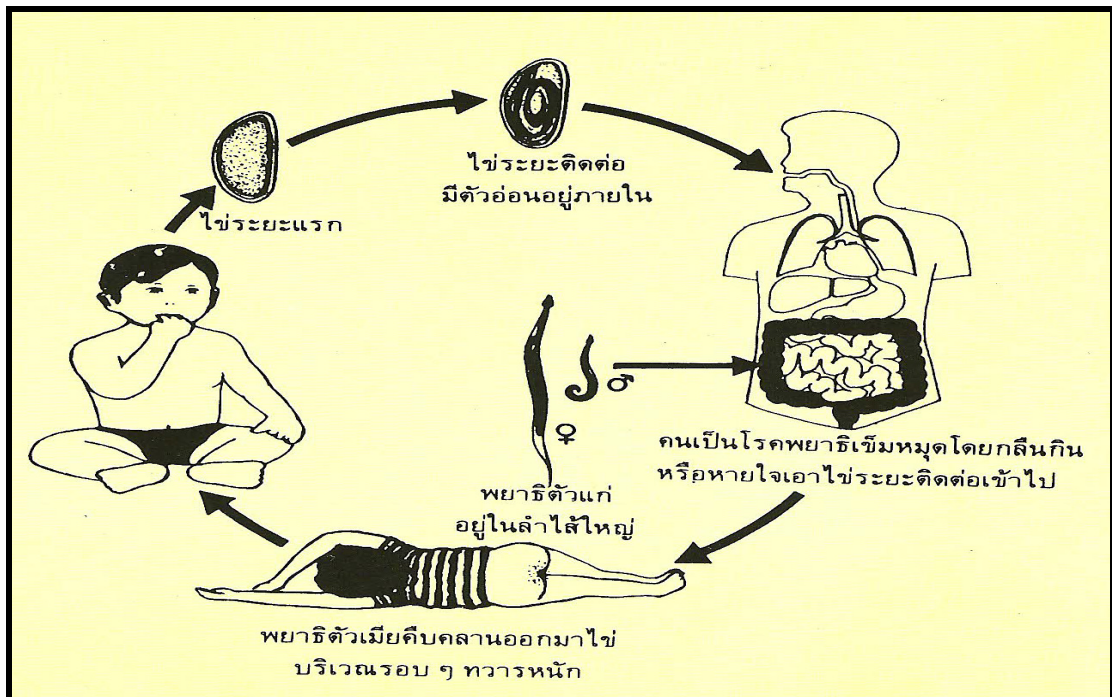 ไข่ระยะติดต่อ
มีตัวอ่อนอยู่ภายใน
ไข่ระยะแรก
♂
♀
คนเป็นโรคพยาธิเข็มหมุดโดยกลืนกิน
หรือหายใจเอาไข่ระยะติดต่อเข้าไป
พยาธิตัวแก่
อยู่ในลำไส้ใหญ่
พยาธิตัวเมียคืบคลานออกมาไข่
บริเวณรอบ ๆ ทวารหนัก